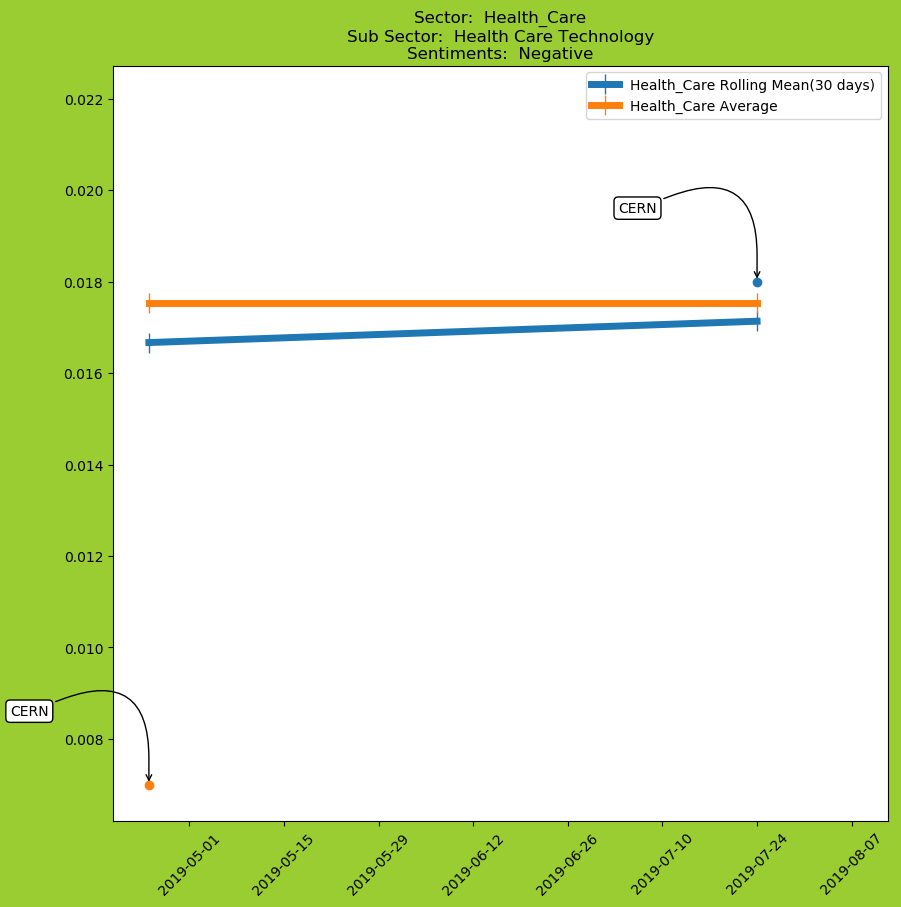 Sector:  Health_Care
Sub Sector:  Health Care Technology
Sentiments:  Negative
Health_Care Rolling Mean(30 days)
Health_Care Average
0.022
0.020
0.018
0.016
0.014
0.012
0.010
0.008
CERN
CERN
2019-05-01
2019-05-15
2019-05-29
2019-06-12
2019-06-26
2019-07-10
2019-07-24
2019-08-07